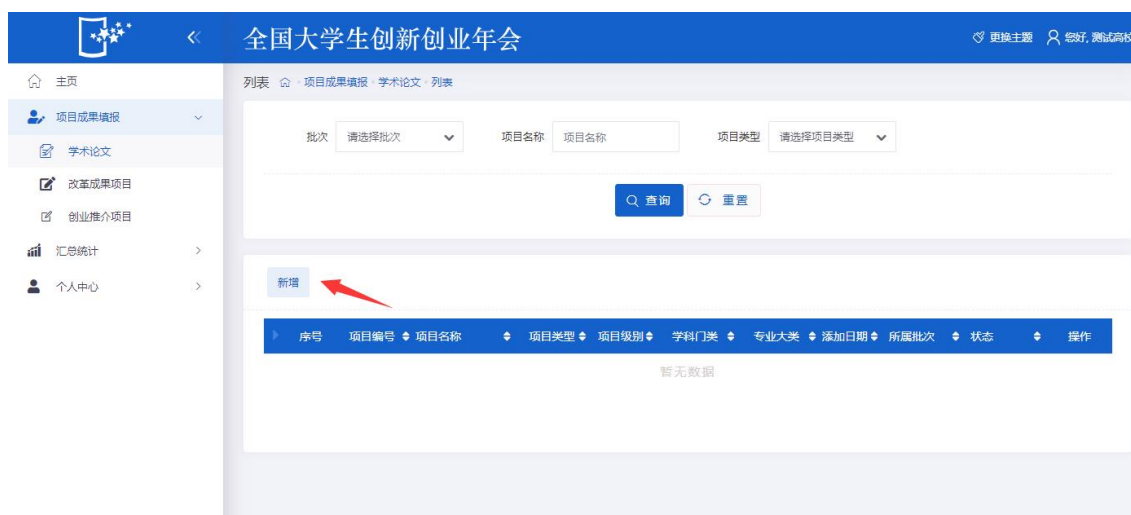 全国大学生创新创业年会
更换主题 您好, 测试高校
主页
项目成果填报
学术论文
改革成果项目
创业推介项目
汇总统计
个人中心
列表 项目成果填报 学术论文 列表
批次 请选择批次 项目名称 项目名称 项目类型 请选择项目类型
查询 重置
新增
序号 项目编号 项目名称 项目类型 项目级别 学科门类 专业大类 添加日期 所属批次 状态 操作
暂无数据